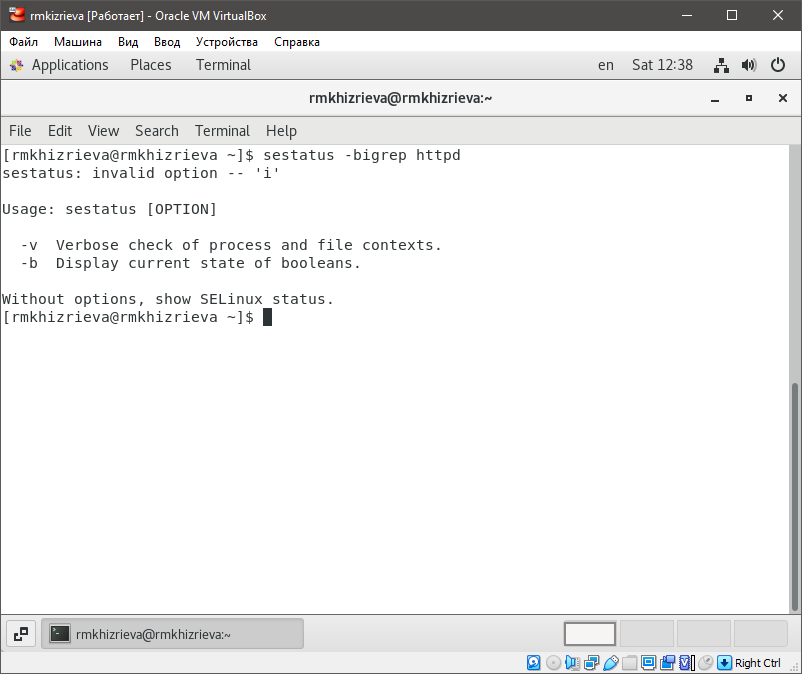 rmkizrieva [Работает] - Oracle VM VirtualBox
Файл Машина Вид Ввод Устройства Справка
Applications Places Terminal en Sat 12:38
rmkhizrieva@rmkhizrieva:~
File Edit View Search Terminal Help
[rmkhizrieva@rmkhizrieva ~]$ sestatus -bigrep httpd
sestatus: invalid option -- 'i'
Usage: sestatus [OPTION]
-v Verbose check of process and file contexts.
-b Display current state of booleans.
Without options, show SELinux status.
[rmkhizrieva@rmkhizrieva ~]$
rmkhizrieva@rmkhizrieva:~
Right Ctrl